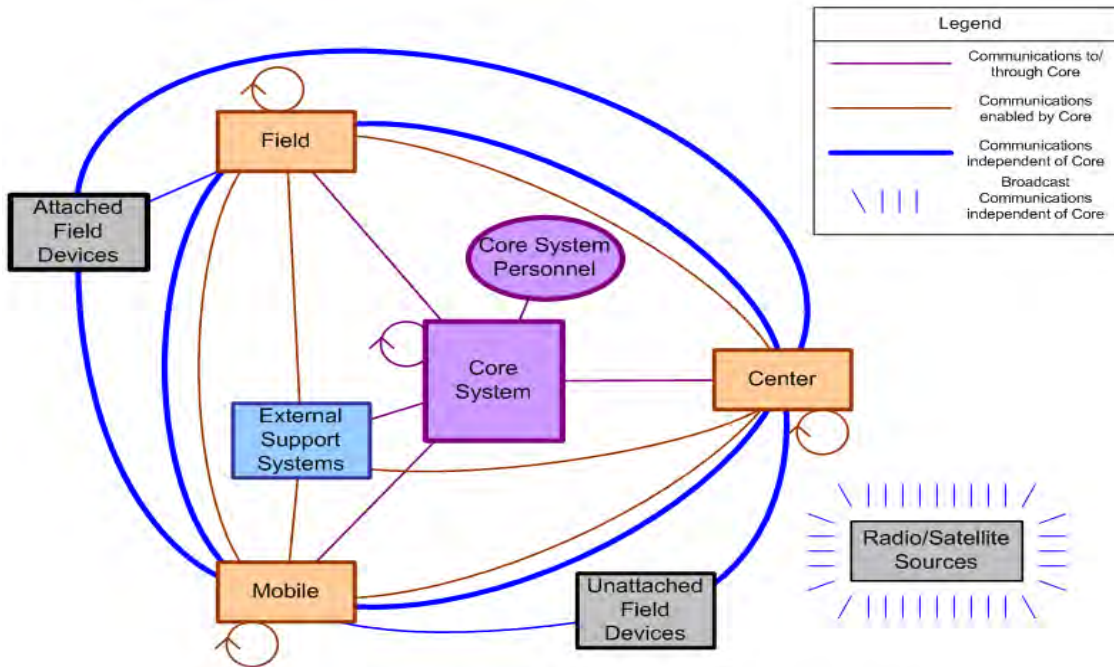 Legend
Communications to/
through Core
Communications
enabled by Core
Communications
independent of Core
Broadcast
Communications
independent of Core
Field
Attached
Field
Devices
Core System
Personnel
Core
System
Center
External
Support
Systems
Radio/Satellite
Sources
Mobile
Unattached
Field
Devices